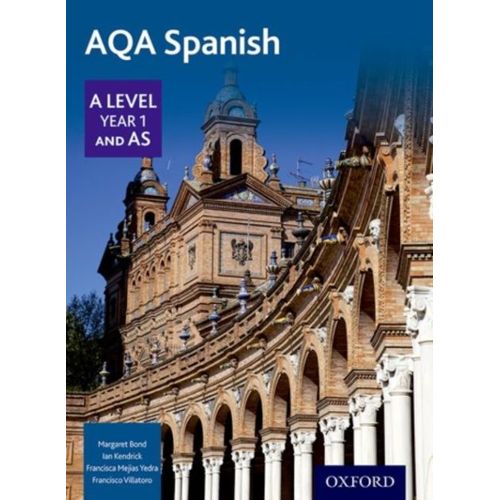 AQA Spanish
A LEVEL
YEAR 1
AND AS
Margaret Bond
Ian Kendrick
Francisca Mejías Yedra
Francisco Villatoro
OXFORD